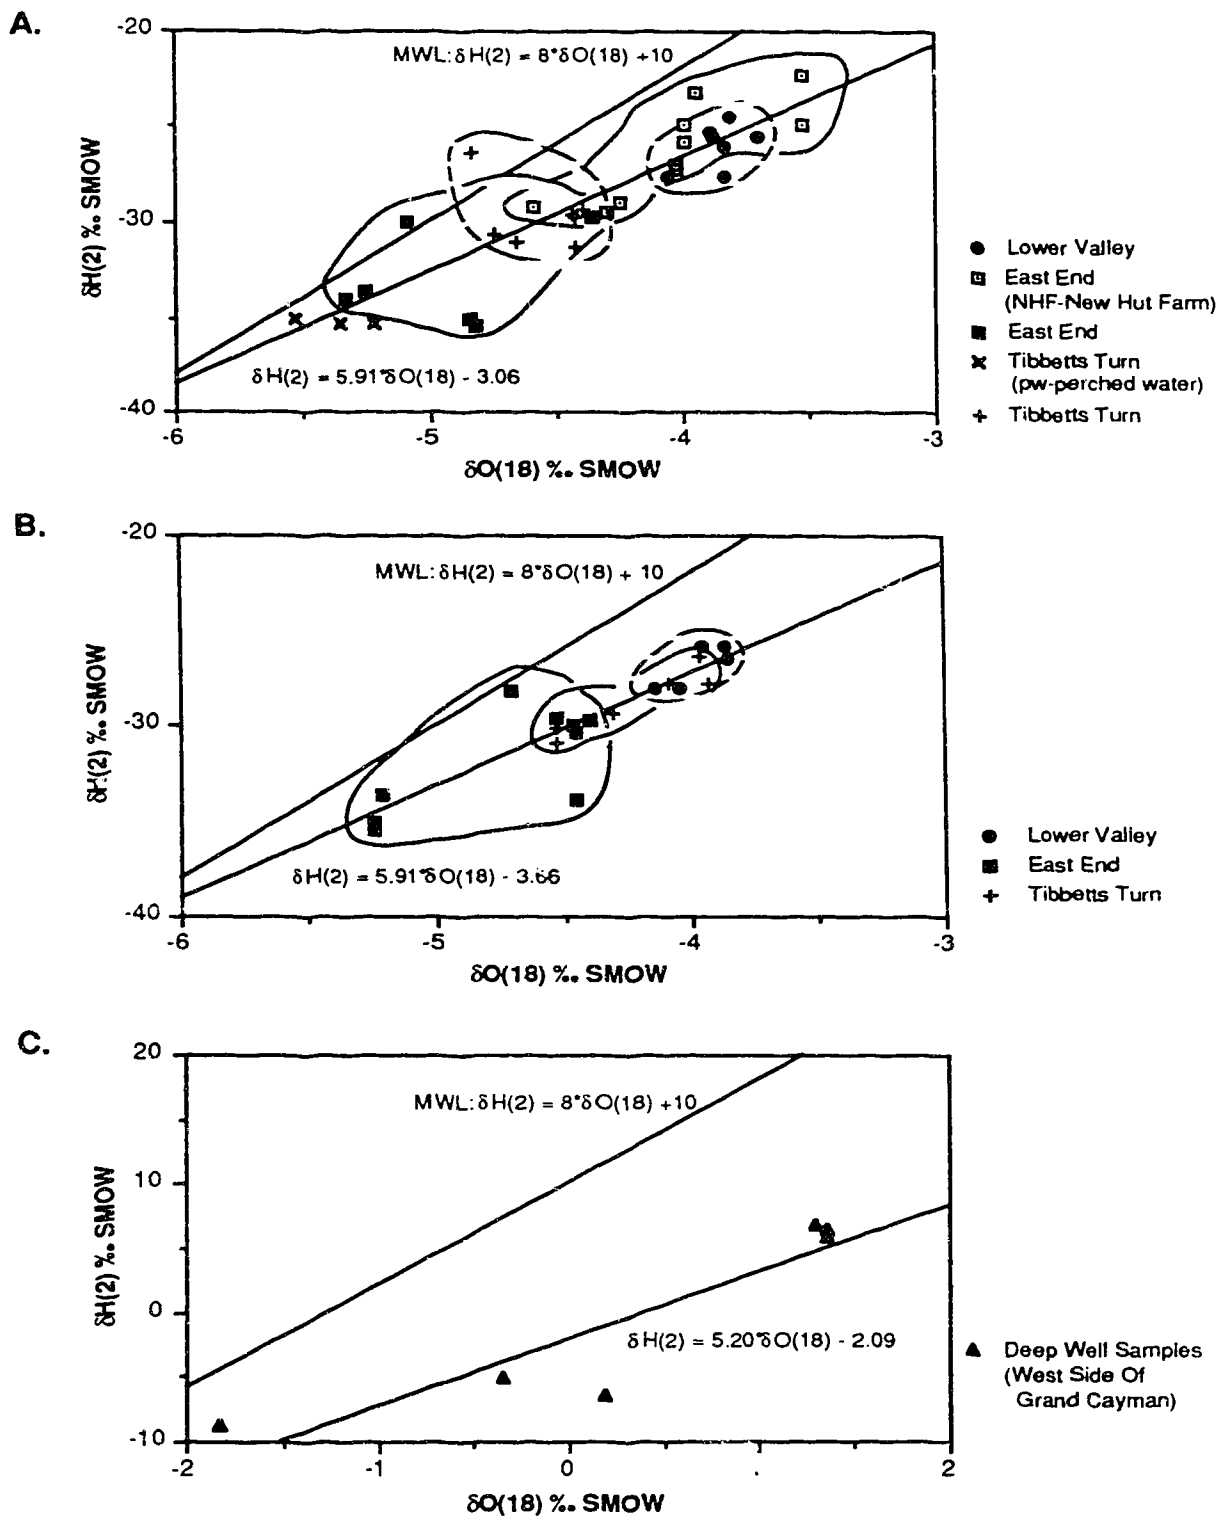 A.
-20
MWL: δH(2) = 8*δO(18) +10
δH(2) ‰ SMOW
-30
δH(2) = 5.91*δO(18) - 3.06
-40
-6
-5
-4
-3
δO(18) ‰ SMOW
Lower Valley
East End
(NHF-New Hut Farm)
East End
Tibbetts Turn
(pw-perched water)
Tibbetts Turn
B.
-20
MWL: δH(2) = 8*δO(18) + 10
δH(2) ‰ SMOW
-30
δH(2) = 5.91*δO(18) - 3.66
-40
-6
-5
-4
-3
δO(18) ‰ SMOW
Lower Valley
East End
Tibbetts Turn
C.
20
MWL: δH(2) = 8*δO(18) +10
10
δH(2) ‰ SMOW
0
δH(2) = 5.20*δO(18) - 2.09
-10
-2
-1
0
2
δO(18) ‰ SMOW
Deep Well Samples
(West Side Of
Grand Cayman)